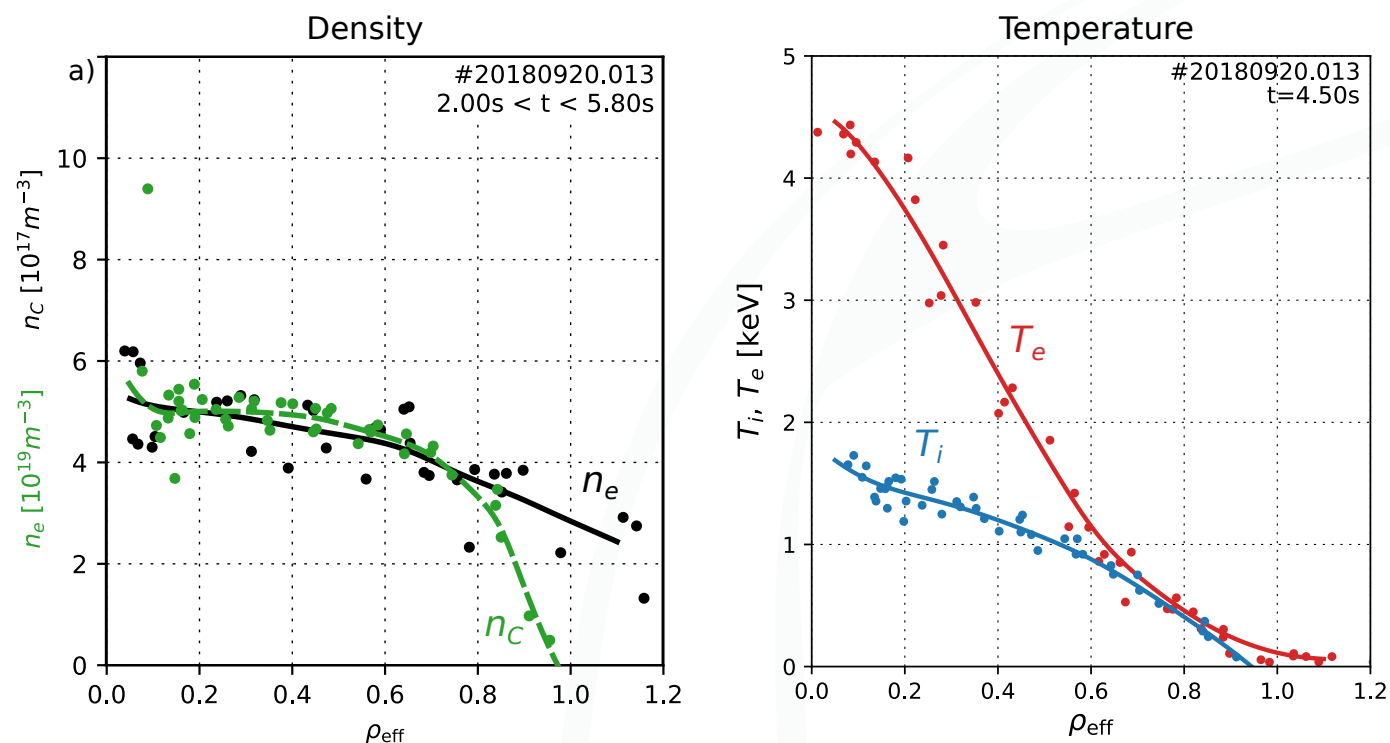 Density
a)
#20180920.013
2.00s < t < 5.80s
n_C [10^{17}m^{-3}]
n_e [10^{19}m^{-3}]
10
8
6
4
2
0
n_e
n_C
0.0 0.2 0.4 0.6 0.8 1.0 1.2
ρ_eff
Temperature
#20180920.013
t=4.50s
T_i, T_e [keV]
5
4
3
2
1
0
T_e
T_i
0.0 0.2 0.4 0.6 0.8 1.0 1.2
ρ_eff